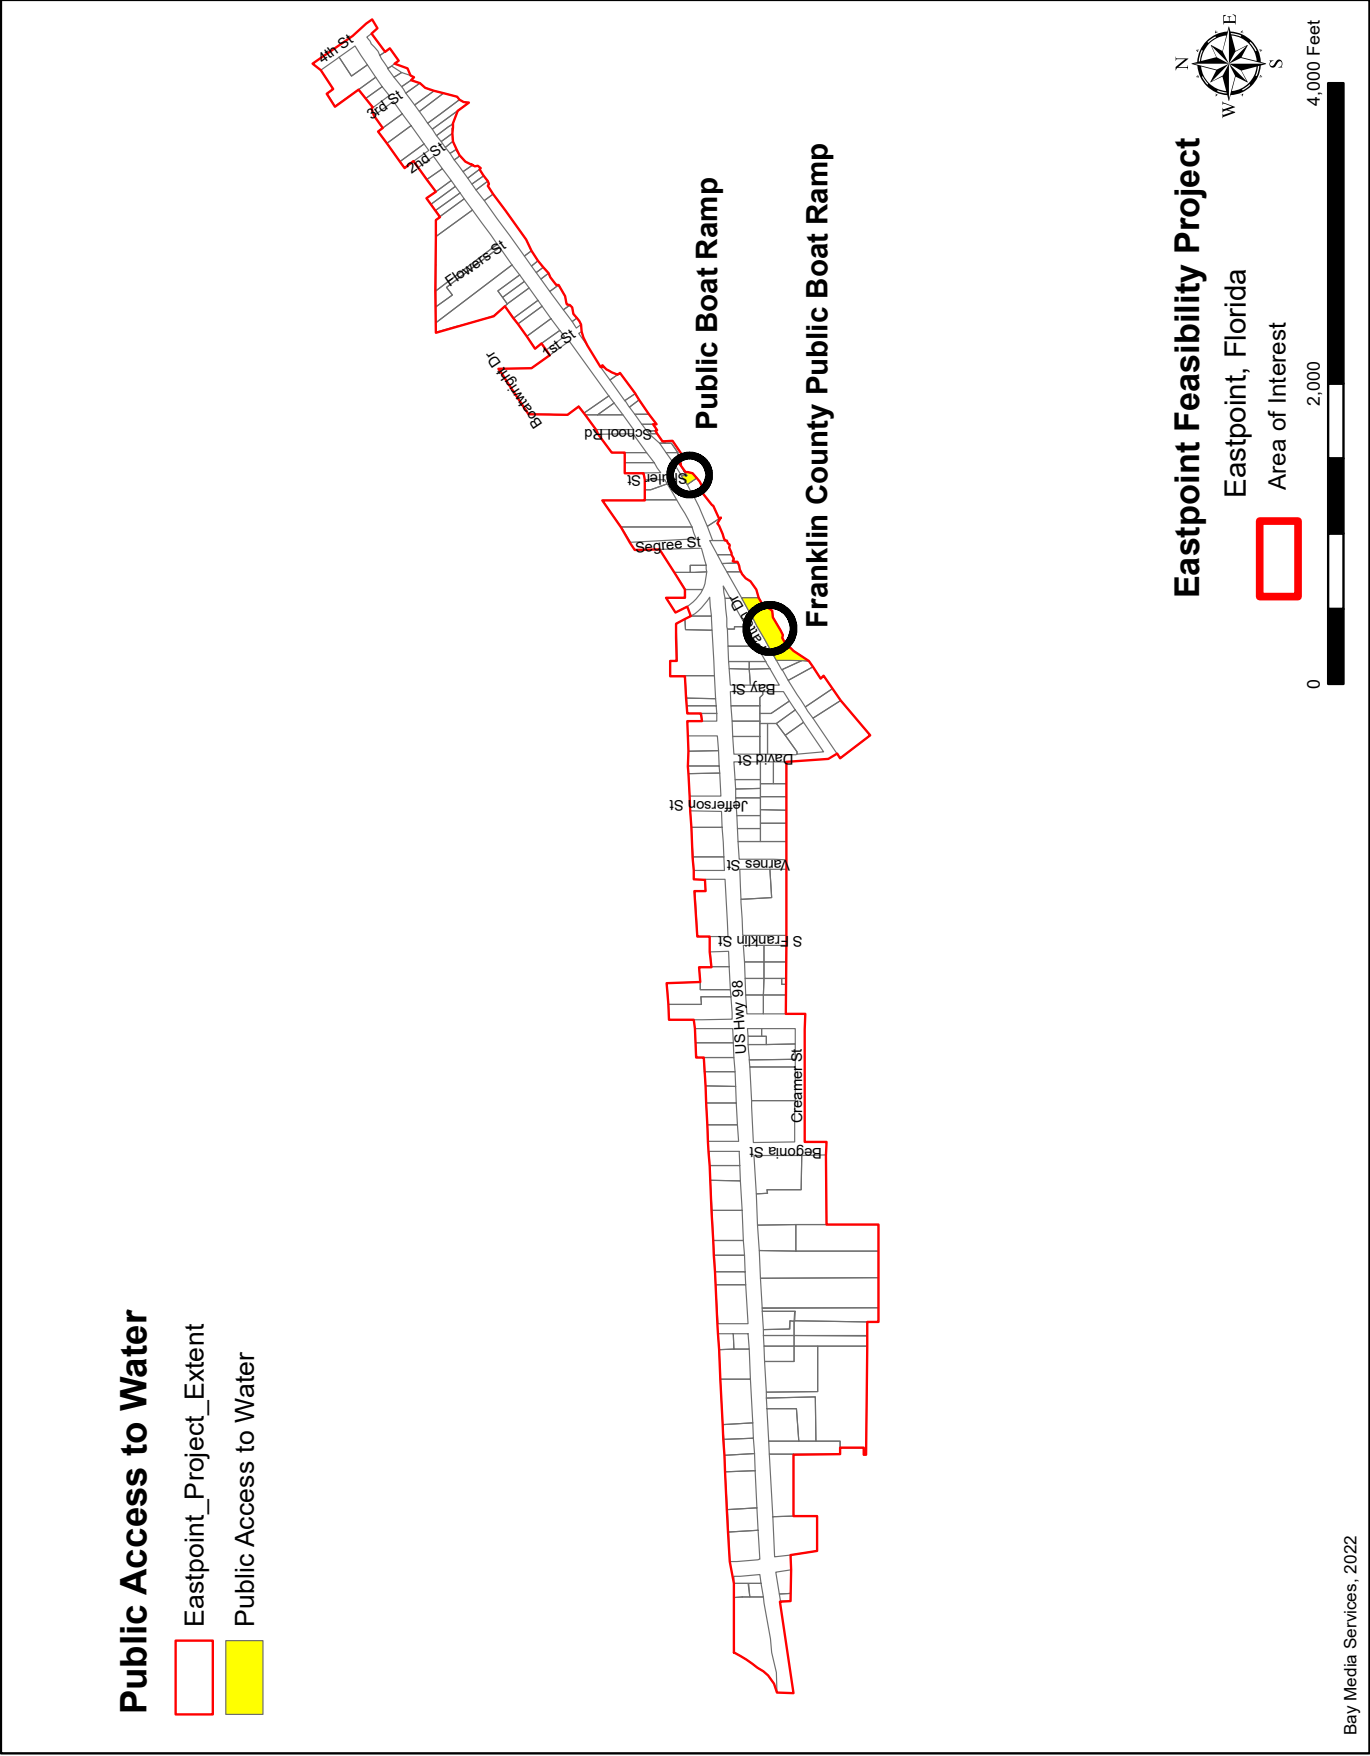 Public Access to Water
Eastpoint_Project_Extent
Public Access to Water
4th St
3rd St
2nd St
Flowers St
1st St
Boatwright Dr
School Rd
Segree St
Bay St
David St
Jefferson St
Varnes St
S Franklin St
US Hwy 98
Creamer St
Begonia St
Public Boat Ramp
Franklin County Public Boat Ramp
Eastpoint Feasibility Project
Eastpoint, Florida
Area of Interest
N
E
S
W
0 2,000 4,000 Feet
Bay Media Services, 2022